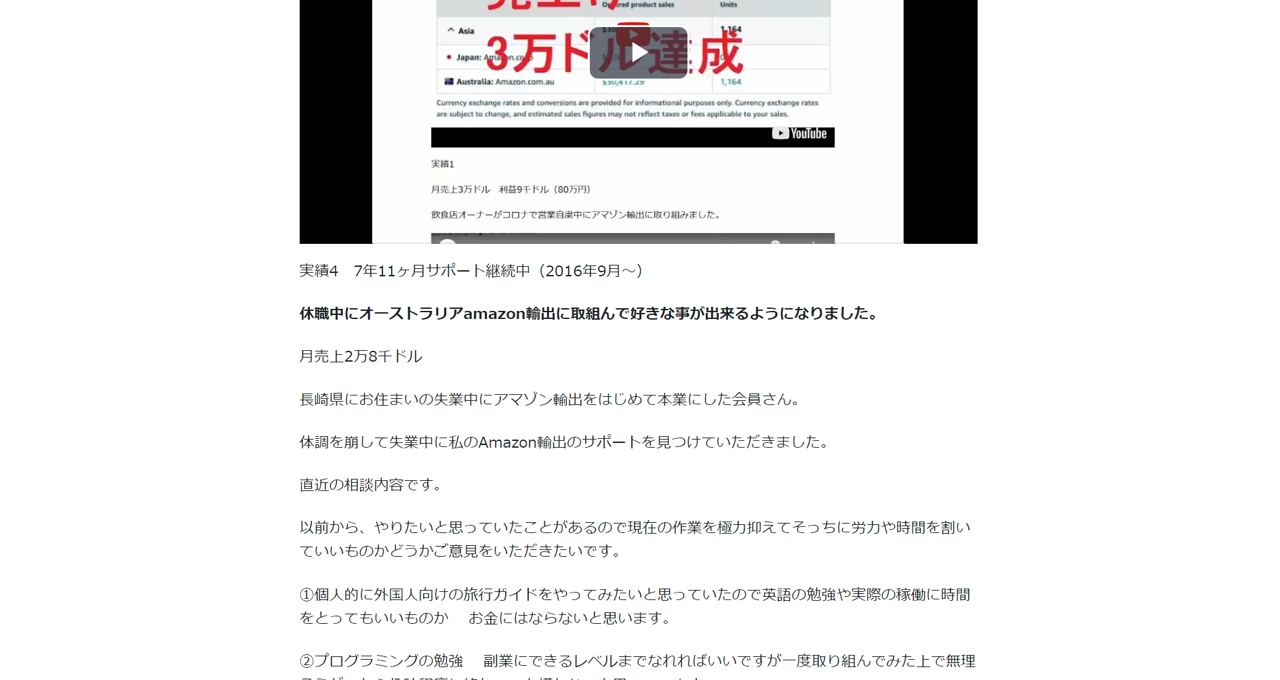 Ordered product sales Units
Asia 1,164
3万ドル達成
Japan: Amazon.co
Australia: Amazon.com.au $30,417.29 1,164
Currency exchange rates and conversions are provided for informational purposes only. Currency exchange rates
are subject to change, and estimated sales figures may not reflect taxes or fees applicable to your sales.
YouTube
実績1
月売上3万ドル　利益9千ドル（80万円）
飲食店オーナーがコロナで営業自粛中にアマゾン輸出に取り組みました。
実績4　7年11ヶ月サポート継続中（2016年9月～）
休職中にオーストラリアamazon輸出に取組んで好きな事が出来るようになりました。
月売上2万8千ドル
長崎県にお住まいの失業中にアマゾン輸出をはじめて本業にした会員さん。
体調を崩して失業中に私のAmazon輸出のサポートを見つけていただきました。
直近の相談内容です。
以前から、やりたいと思っていたことがあるので現在の作業を極力抑えてそっちに労力や時間を割い
ていいものかどうかご意見をいただきたいです。
①個人的に外国人向けの旅行ガイドをやってみたいと思っていたので英語の勉強や実際の稼働に時間
をとってもいいものか　お金にはならないと思います。
②プログラミングの勉強　副業にできるレベルまでなれればいいですが一度取り組んでみた上で無理